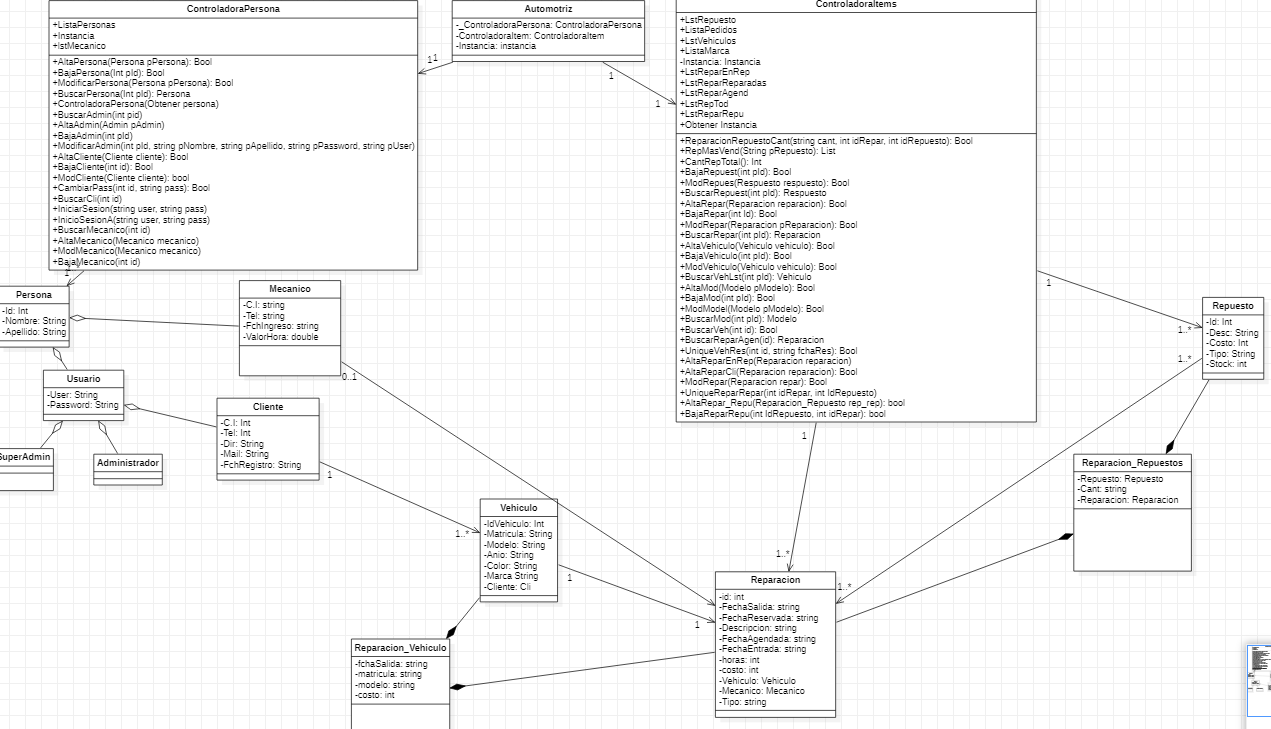 ControladoraPersona
+ListaPersonas
+Instancia
+lstMecanico
+AltaPersona(Persona pPersona): Bool
+BajaPersona(Int pId): Bool
+ModificarPersona(Persona pPersona): Bool
+BuscarPersona(Int pId): Persona
+ControladoraPersona(Obtener persona)
+BuscarAdmin(int pid)
+AltaAdmin(Admin pAdmin)
+BajaAdmin(int pId)
+ModificarAdmin(int pId, string pNombre, string pApellido, string pPassword, string pUser)
+AltaCliente(Cliente cliente): Bool
+BajaCliente(int id): Bool
+ModCliente(Cliente cliente): bool
+CambiarPass(int id, string pass): Bool
+BuscarCli(int id)
+IniciarSesion(string user, string pass)
+InicioSesionA(string user, string pass)
+BuscarMecanico(int id)
+AltaMecanico(Mecanico mecanico)
+ModMecanico(Mecanico mecanico)
+BajaMecanico(int id)
Automotriz
-_ControladoraPersona: ControladoraPersona
-ControladoraItem: ControladoraItem
-Instancia: instancia
1
1
1
1
ControladoraItems
+LstRepuesto
+ListaPedidos
+LstVehiculos
+ListaMarca
-Instancia: Instancia
+LstReparEnRep
+LstReparReparadas
+LstReparAgend
+LstRepTod
+LstReparRepu
+Obtener Instancia
+ReparacionRepuestoCant(string cant, int idRepar, int idRepuesto): Bool
+RepMasVend(String pRepuesto): List
+CantRepTotal(): Int
+BajaRepuest(int pId): Bool
+ModRepues(Respuesto respuesto): Bool
+BuscarRepuest(int pId): Respuesto
+AltaRepar(Reparacion reparacion): Bool
+BajaRepar(int Id): Bool
+ModRepar(Reparacion pReparacion): Bool
+BuscarRepar(int pId): Reparacion
+AltaVehiculo(Vehiculo vehiculo): Bool
+BajaVehiculo(int pId): Bool
+ModVehiculo(Vehiculo vehiculo): Bool
+BuscarVehLst(int pId): Vehiculo
+AltaMod(Modelo pModelo): Bool
+BajaMod(int pId): Bool
+ModModel(Modelo pModelo): Bool
+BuscarMod(int pId): Modelo
+BuscarVeh(int id): Bool
+BuscarReparAgen(id): Reparacion
+UniqueVehRes(int id, string fchaRes): Bool
+AltaReparEnRep(Reparacion reparacion)
+AltaReparCli(Reparacion reparacion): Bool
+ModRepar(Reparacion repar): Bool
+UniqueReparRepar(int idRepar, int IdRepuesto)
+AltaRepar_Repu(Reparacion_Repuesto rep_rep): bool
+BajaReparRepu(int IdRepuesto, int idRepar): bool
1
Persona
-Id: Int
-Nombre: String
-Apellido: String
Mecanico
-C.I: string
-Tel: string
-FchIngreso: string
-ValorHora: double
0..1
1
1..*
1..*
Repuesto
-Id: Int
-Desc: String
-Costo: Int
-Tipo: String
-Stock: int
Usuario
-User: String
-Password: String
Cliente
-C.I: Int
-Tel: Int
-Dir: String
-Mail: String
-FchRegistro: String
SuperAdmin
Administrador
1
1..*
1
1..*
Reparacion_Repuestos
-Repuesto: Repuesto
-Cant: string
-Reparacion: Reparacion
Vehiculo
-IdVehiculo: Int
-Matricula: String
-Modelo: String
-Anio: String
-Color: String
-Marca String
-Cliente: Cli
1
1
1..*
Reparacion
-id: int
-FechaSalida: string
-FechaReservada: string
-Descripcion: string
-FechaAgendada: string
-FechaEntrada: string
-horas: int
-costo: int
-Vehiculo: Vehiculo
-Mecanico: Mecanico
-Tipo: string
Reparacion_Vehiculo
-fchaSalida: string
-matricula: string
-modelo: string
-costo: int